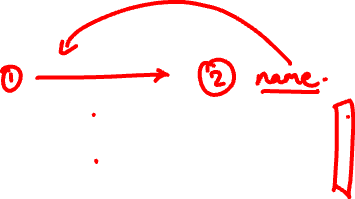 ① → ② name.